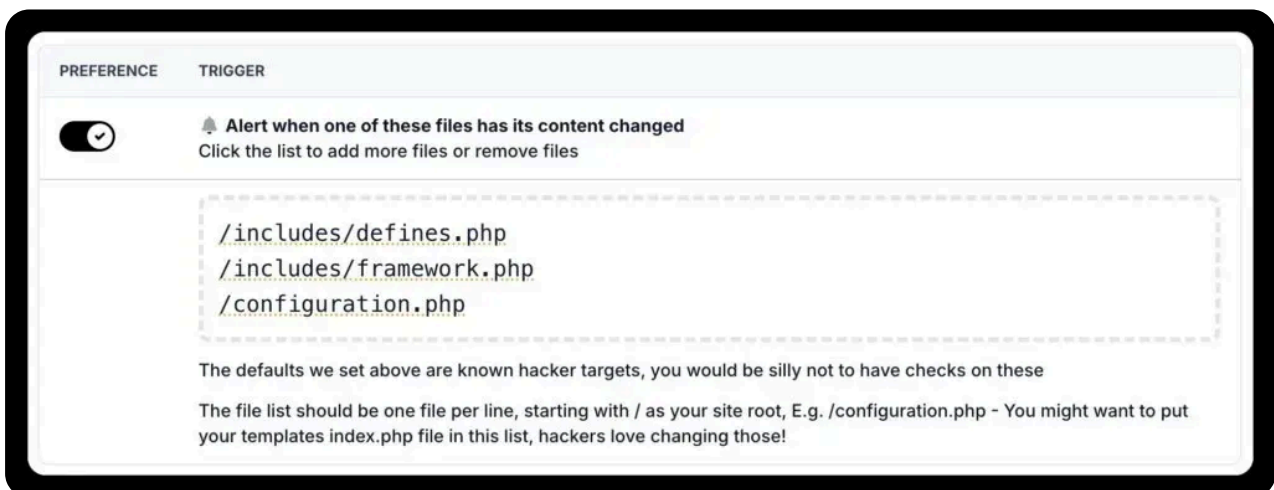 PREFERENCE TRIGGER
Alert when one of these files has its content changed
Click the list to add more files or remove files
/includes/defines.php
/includes/framework.php
/configuration.php
The defaults we set above are known hacker targets, you would be silly not to have checks on these
The file list should be one file per line, starting with / as your site root, E.g. /configuration.php - You might want to put
your templates index.php file in this list, hackers love changing those!